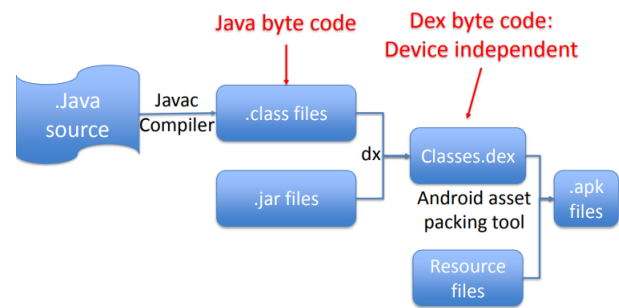 Java byte code
Dex byte code:
Device independent
.Java
source
Javac
Compiler
.class files
dx
.jar files
Classes.dex
Android asset
packing tool
.apk
files
Resource
files